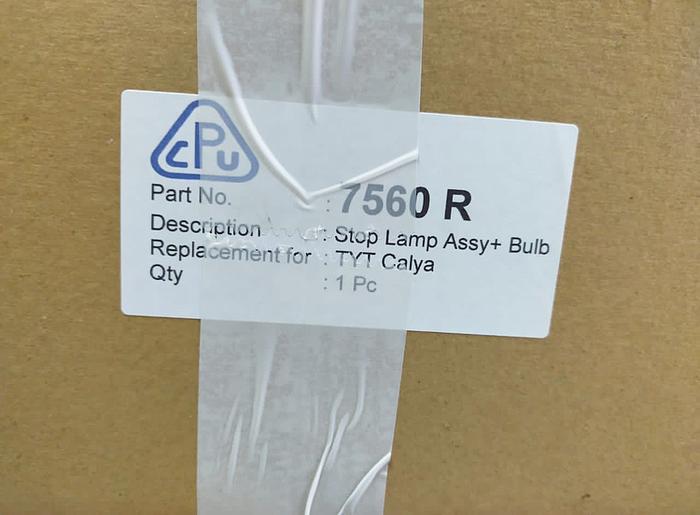 cPu
Part No. : 7560 R
Description : Stop Lamp Assy+ Bulb
Replacement for : TYT Calya
Qty : 1 Pc